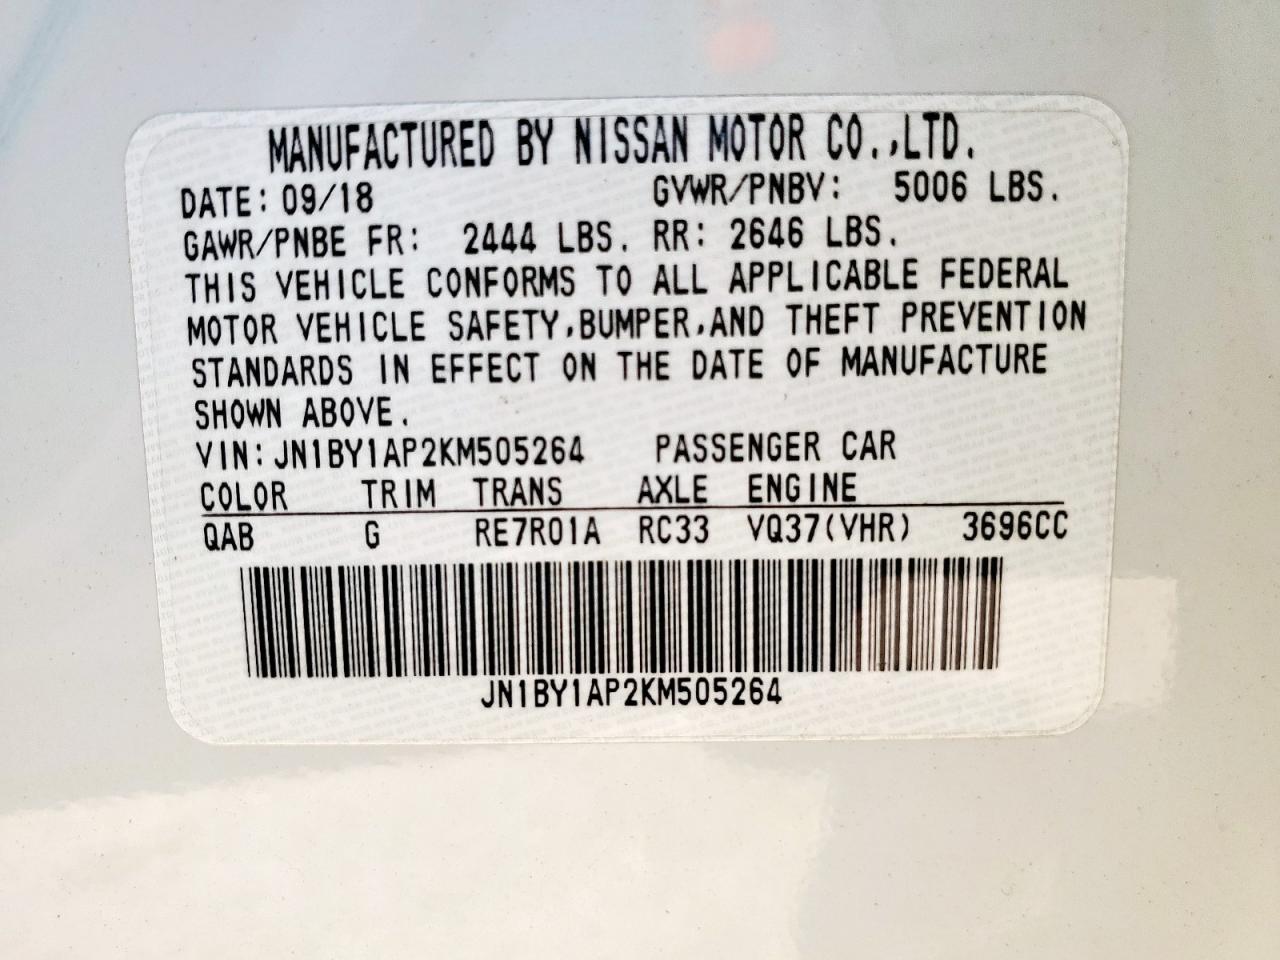 MANUFACTURED BY NISSAN MOTOR CO.,LTD.
DATE: 09/18 GVWR/PNBV: 5006 LBS.
GAWR/PNBE FR: 2444 LBS. RR: 2646 LBS.
THIS VEHICLE CONFORMS TO ALL APPLICABLE FEDERAL
MOTOR VEHICLE SAFETY,BUMPER,AND THEFT PREVENTION
STANDARDS IN EFFECT ON THE DATE OF MANUFACTURE
SHOWN ABOVE.
VIN: JN1BY1AP2KM505264 PASSENGER CAR
COLOR TRIM TRANS AXLE ENGINE
QAB G RE7R01A RC33 VQ37(VHR) 3696CC
JN1BY1AP2KM505264